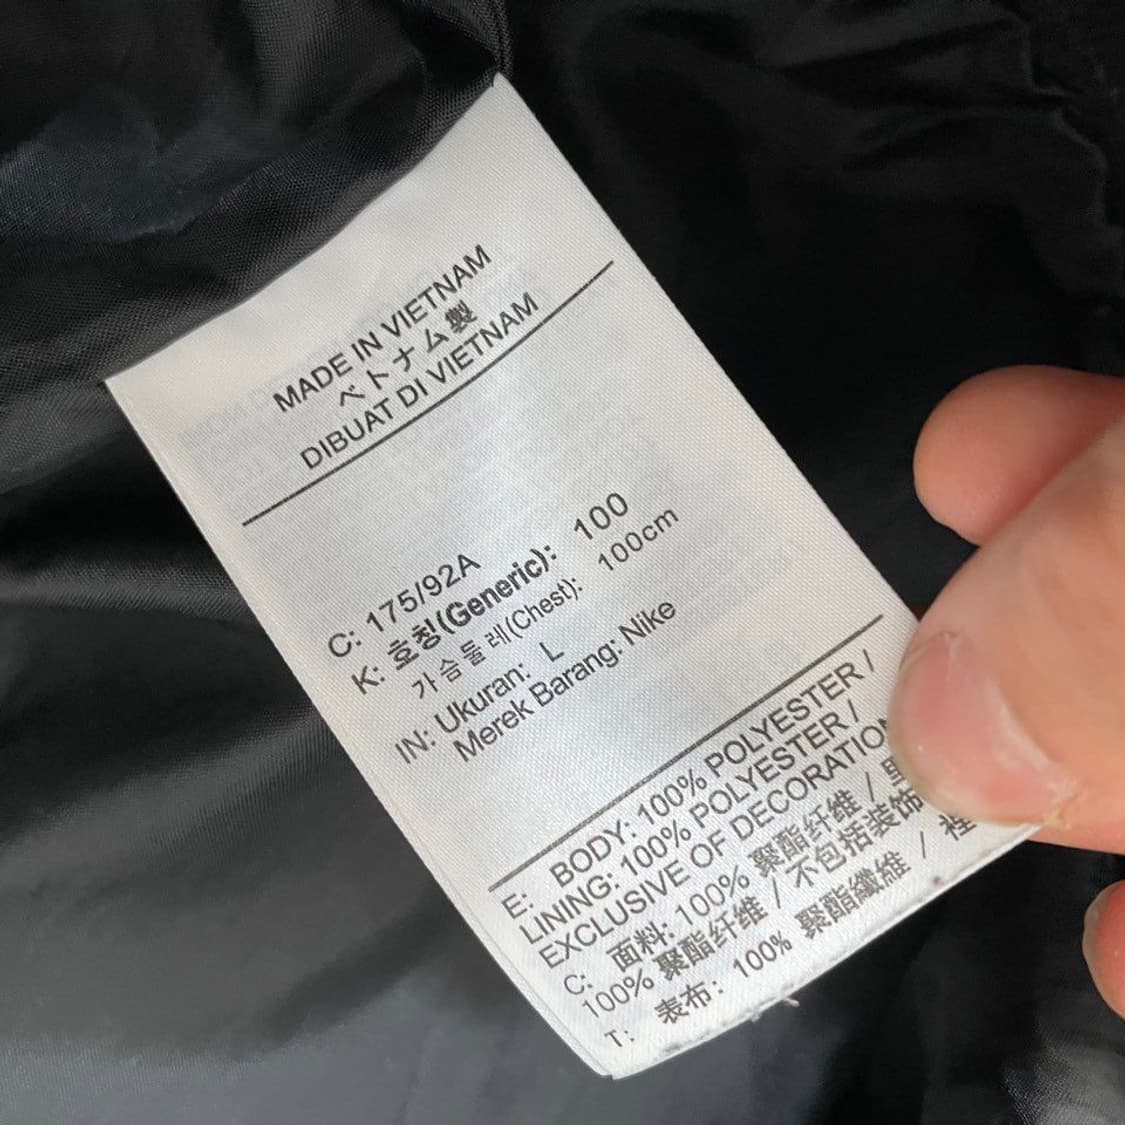 MADE IN VIETNAM
ベトナム製
DIBUAT DI VIETNAM
C: 175/92A
K: 호칭(Generic): 100
가슴둘레(Chest): 100cm
IN: Ukuran: L
Merek Barang: Nike
E: BODY: 100% POLYESTER /
LINING: 100% POLYESTER /
EXCLUSIVE OF DECORATION
C: 面料: 100% 聚酯纤维 / 里
100% 聚酯纤维 / 不包括装饰
T: 表布: 100% 聚酯纖維 / 裡